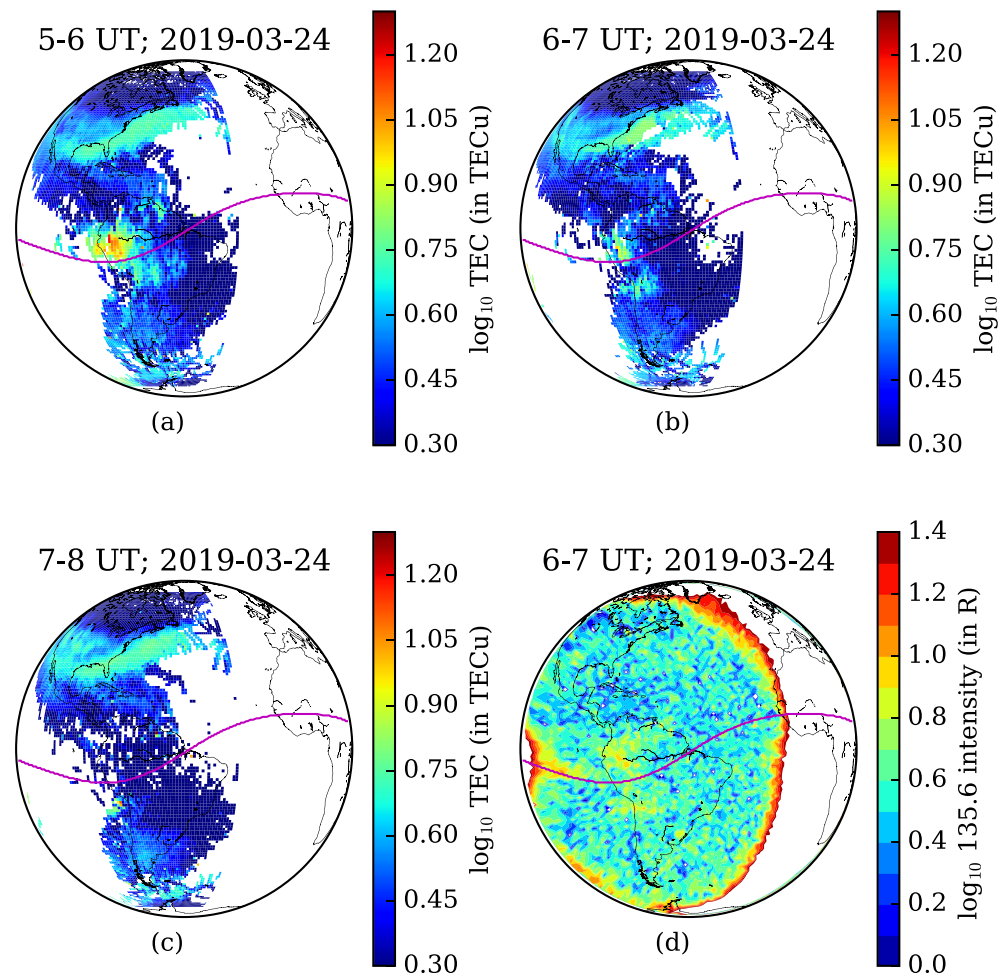 5-6 UT; 2019-03-24
1.20
1.05
0.90
0.75
0.60
0.45
0.30
log₁₀ TEC (in TECu)
(a)
6-7 UT; 2019-03-24
1.20
1.05
0.90
0.75
0.60
0.45
0.30
log₁₀ TEC (in TECu)
(b)
7-8 UT; 2019-03-24
1.20
1.05
0.90
0.75
0.60
0.45
0.30
log₁₀ TEC (in TECu)
(c)
6-7 UT; 2019-03-24
1.4
1.2
1.0
0.8
0.6
0.4
0.2
0.0
log₁₀ 135.6 intensity (in R)
(d)